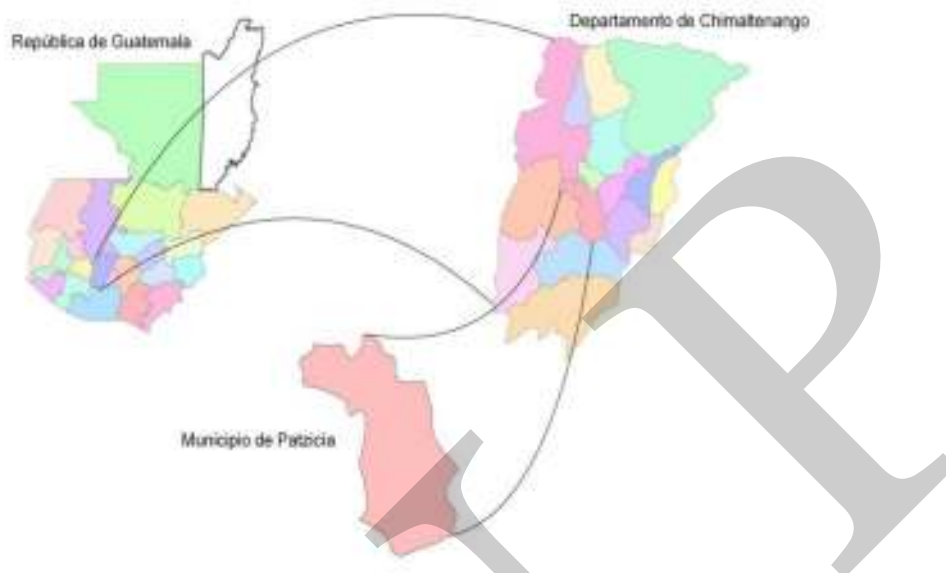 República de Guatemala
Departamento de Chimaltenango
Municipio de Patzicia
P